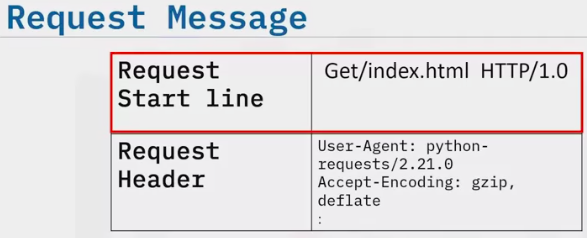 Request Message
Request
Start line
Get/index.html HTTP/1.0
Request
Header
User-Agent: python-
requests/2.21.0
Accept-Encoding: gzip,
deflate
: